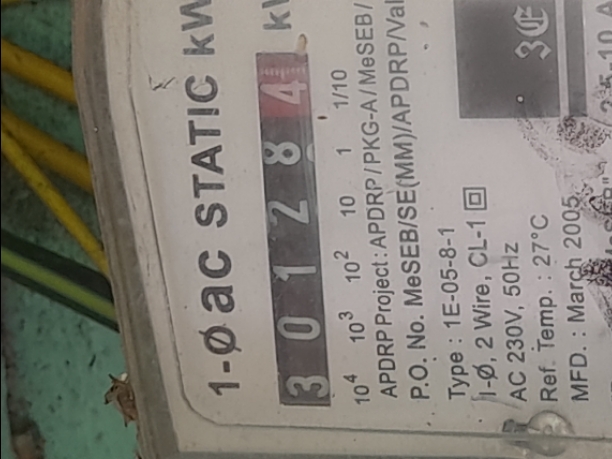 1-Ø ac STATIC kW
3 0 1 2 8 4
10⁴ 10³ 10² 10 1 1/10
APDRP Project : APDRP / PKG-A / MeSEB/
P.O. No. MeSEB/SE(MM)/APDRP/Val
Type : 1E-05-8-1
1-Ø, 2 Wire, CL-1
AC 230V, 50Hz
Ref. Temp. : 27°C
MFD. : March 2005